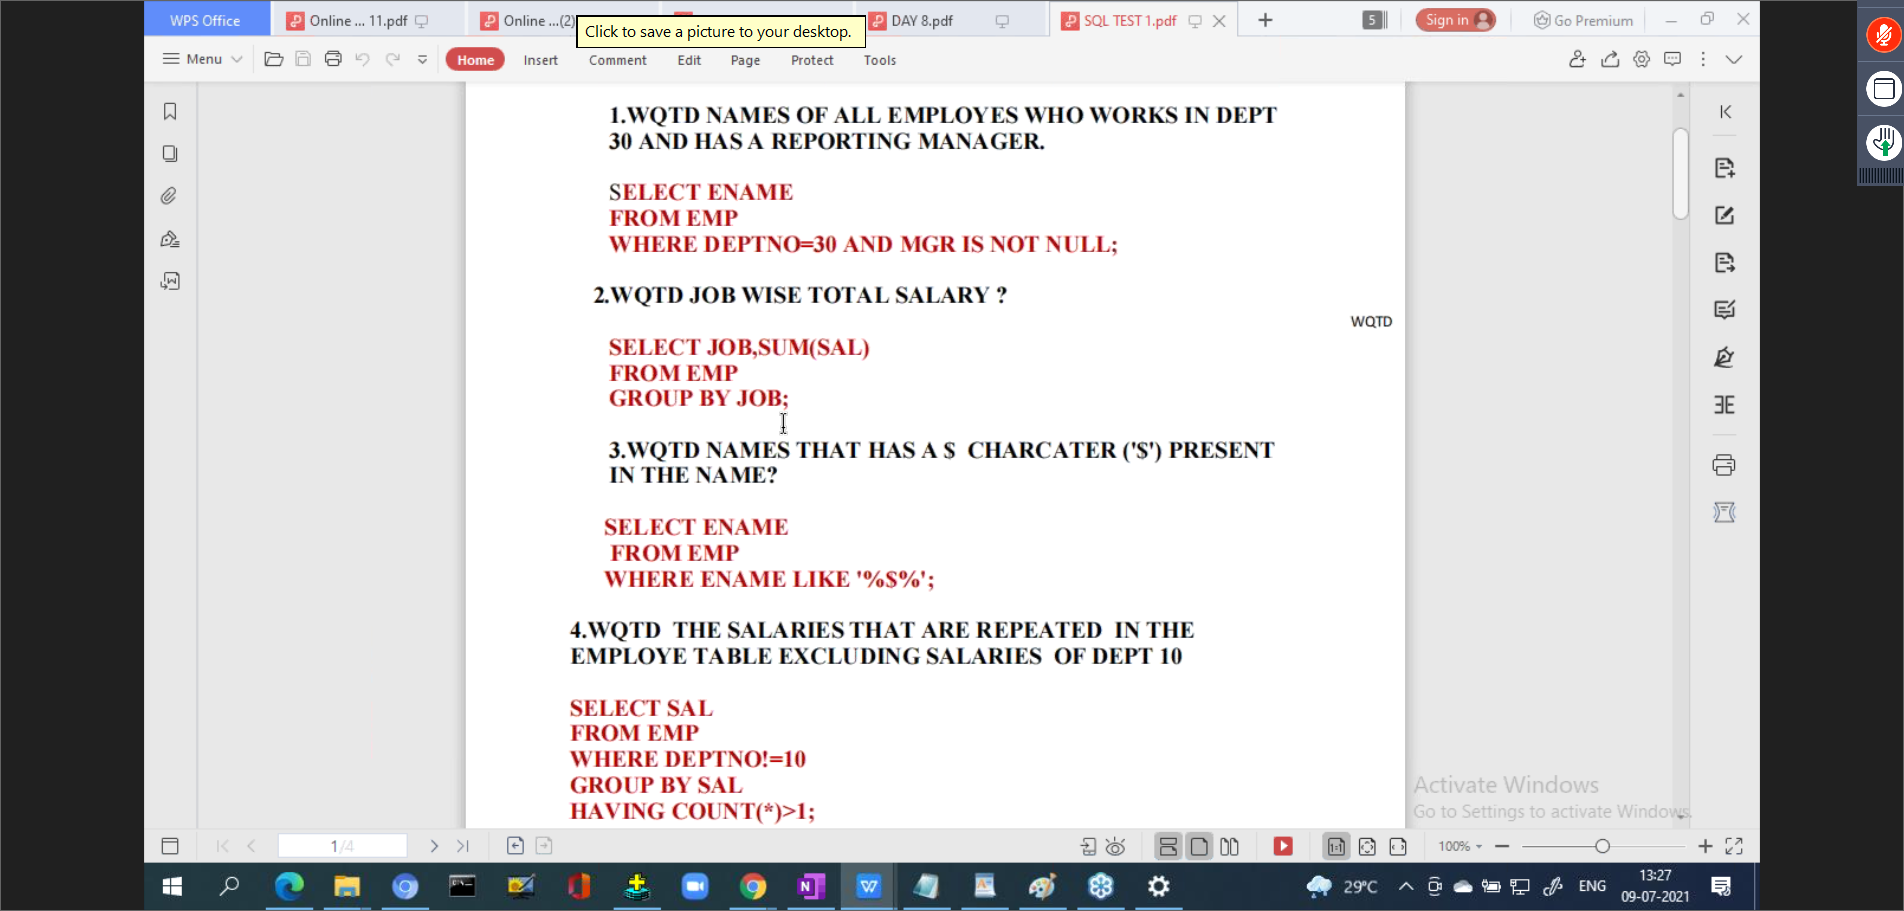 WPS Office
Online ... 11.pdf
Online ...(2)
DAY 8.pdf
SQL TEST 1.pdf
5
Sign in
Go Premium
Click to save a picture to your desktop.
Menu
Home
Insert
Comment
Edit
Page
Protect
Tools
1.WQTD NAMES OF ALL EMPLOYES WHO WORKS IN DEPT
30 AND HAS A REPORTING MANAGER.
SELECT ENAME
FROM EMP
WHERE DEPTNO=30 AND MGR IS NOT NULL;
2.WQTD JOB WISE TOTAL SALARY ?
WQTD
SELECT JOB,SUM(SAL)
FROM EMP
GROUP BY JOB;
3.WQTD NAMES THAT HAS A $ CHARCATER ('$') PRESENT
IN THE NAME?
SELECT ENAME
FROM EMP
WHERE ENAME LIKE '%$%';
4.WQTD THE SALARIES THAT ARE REPEATED IN THE
EMPLOYE TABLE EXCLUDING SALARIES OF DEPT 10
SELECT SAL
FROM EMP
WHERE DEPTNO!=10
GROUP BY SAL
HAVING COUNT(*)>1;
Activate Windows
Go to Settings to activate Windows.
1/4
100%
29°C
ENG
13:27
09-07-2021